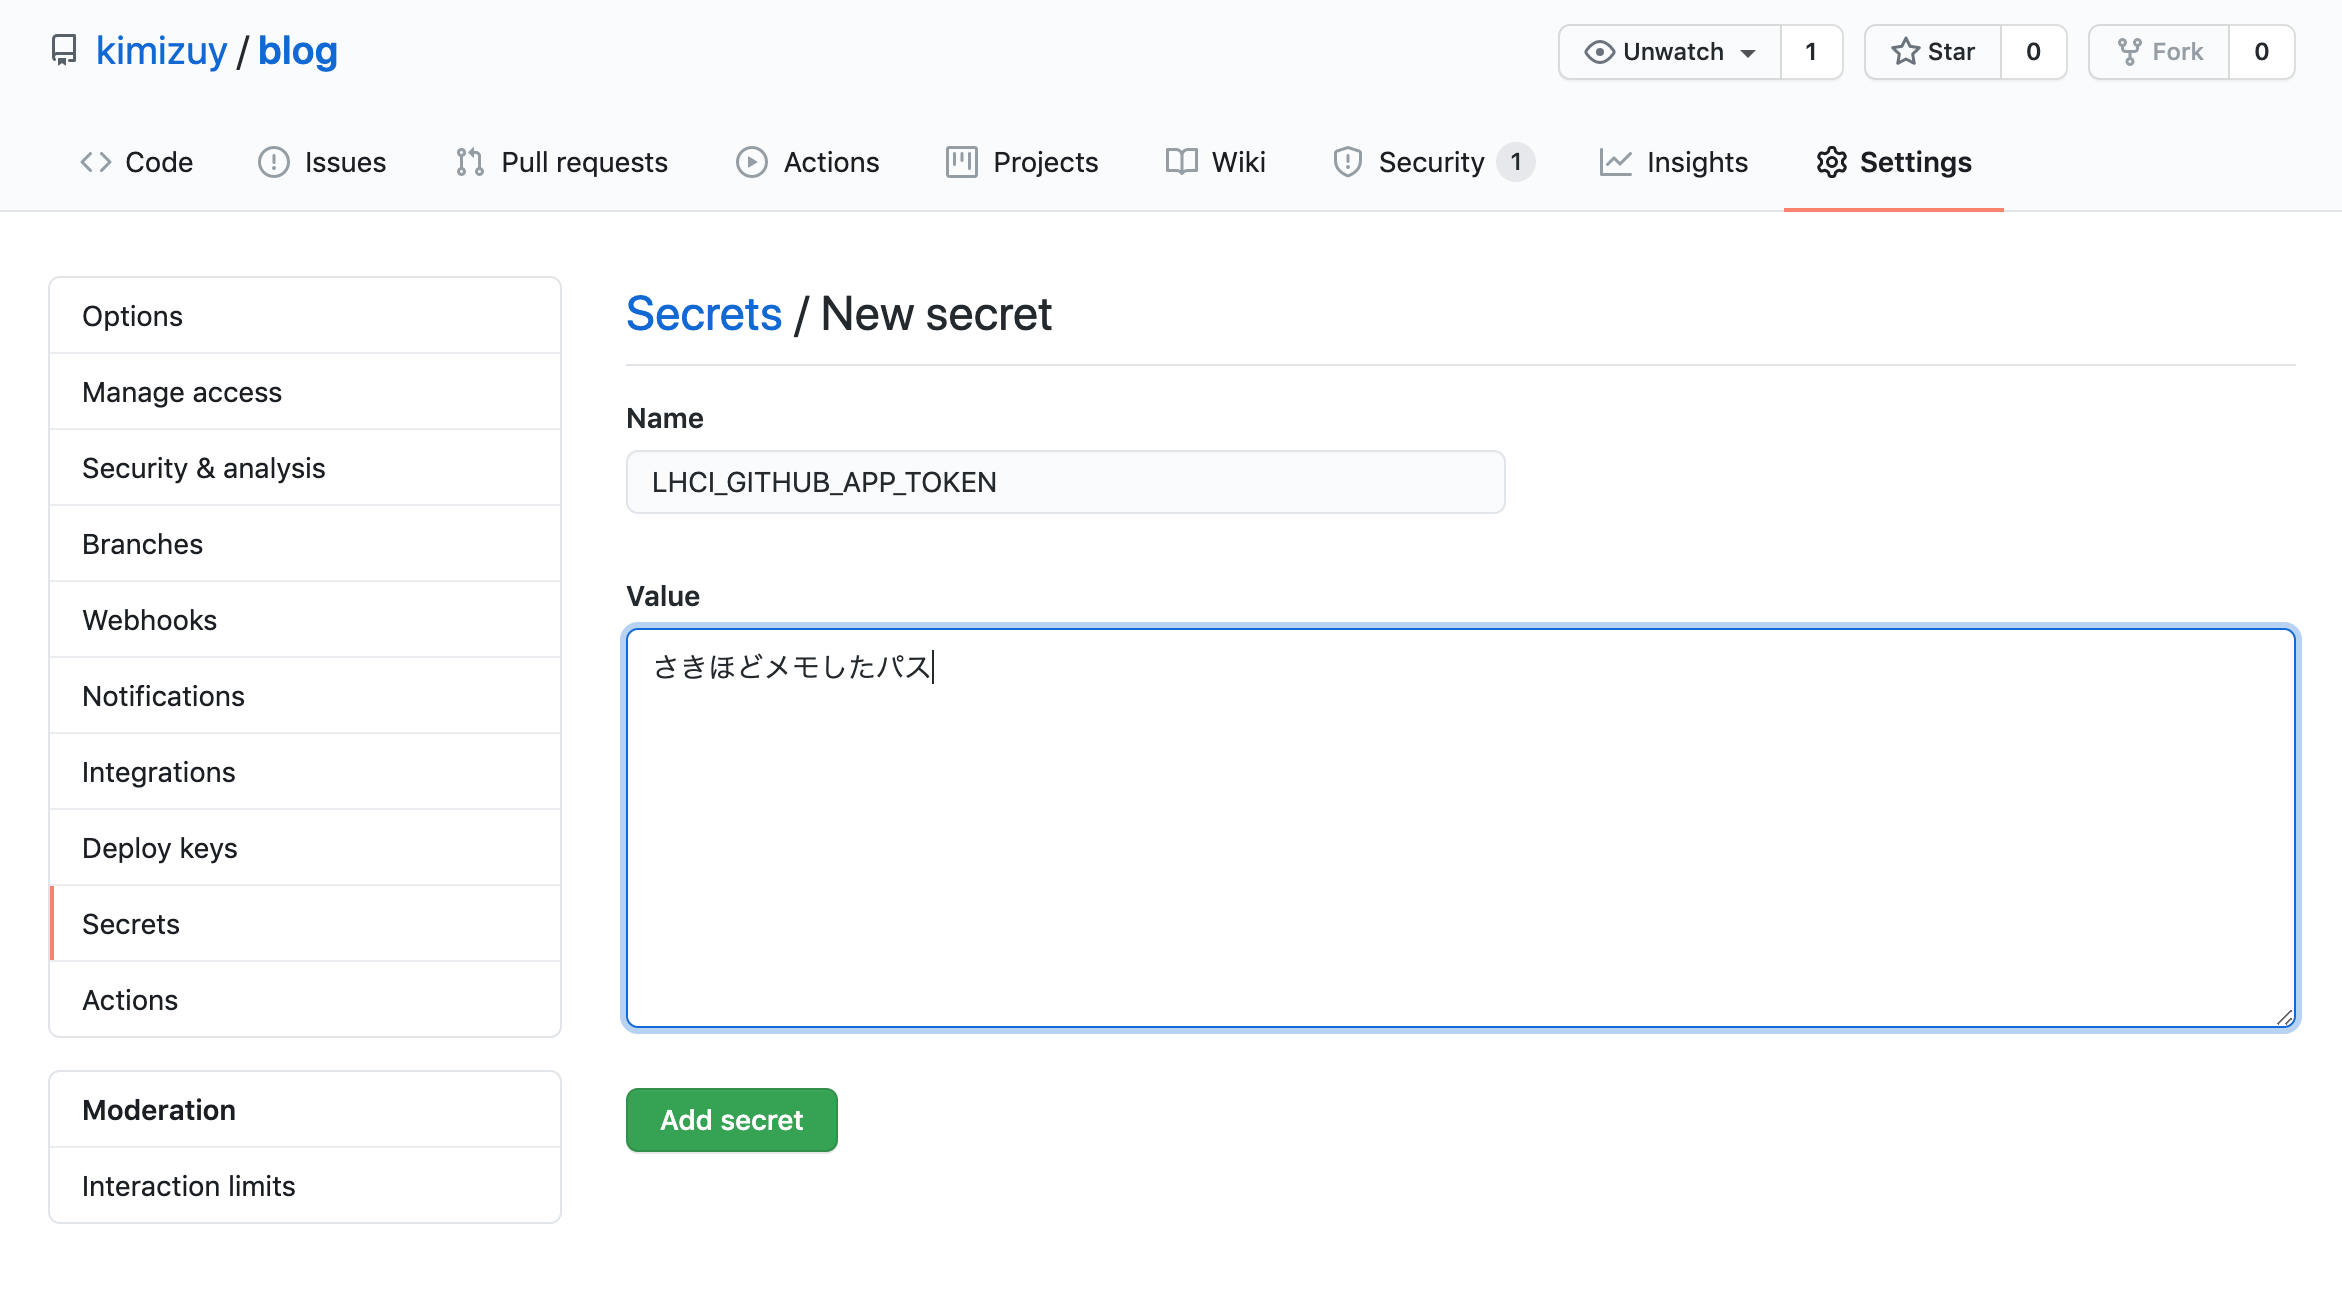 kimizuy / blog
Unwatch 1 Star 0 Fork 0
Code Issues Pull requests Actions Projects Wiki Security 1 Insights Settings
Options
Manage access
Security & analysis
Branches
Webhooks
Notifications
Integrations
Deploy keys
Secrets
Actions
Moderation
Interaction limits
Secrets / New secret
Name
LHCI_GITHUB_APP_TOKEN
Value
さきほどメモしたパス
Add secret